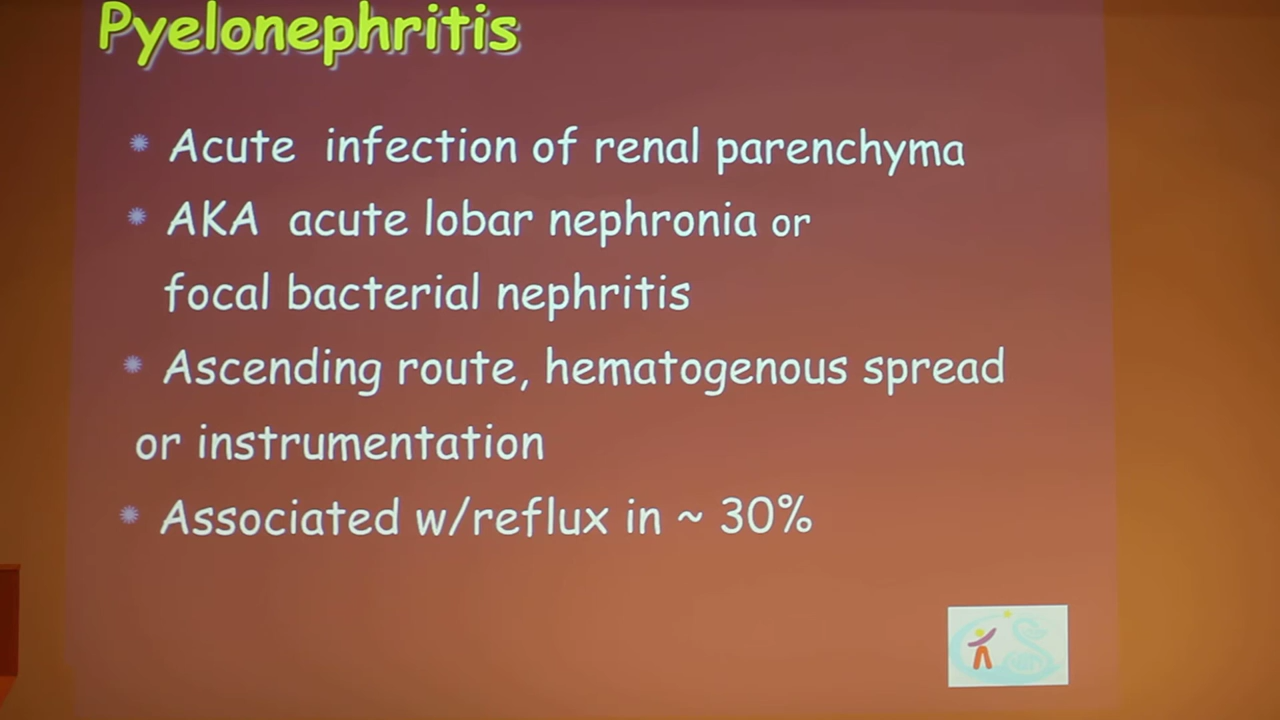 Pyelonephritis
Acute infection of renal parenchyma
AKA acute lobar nephronia or
focal bacterial nephritis
Ascending route, hematogenous spread
or instrumentation
Associated w/reflux in ~ 30%